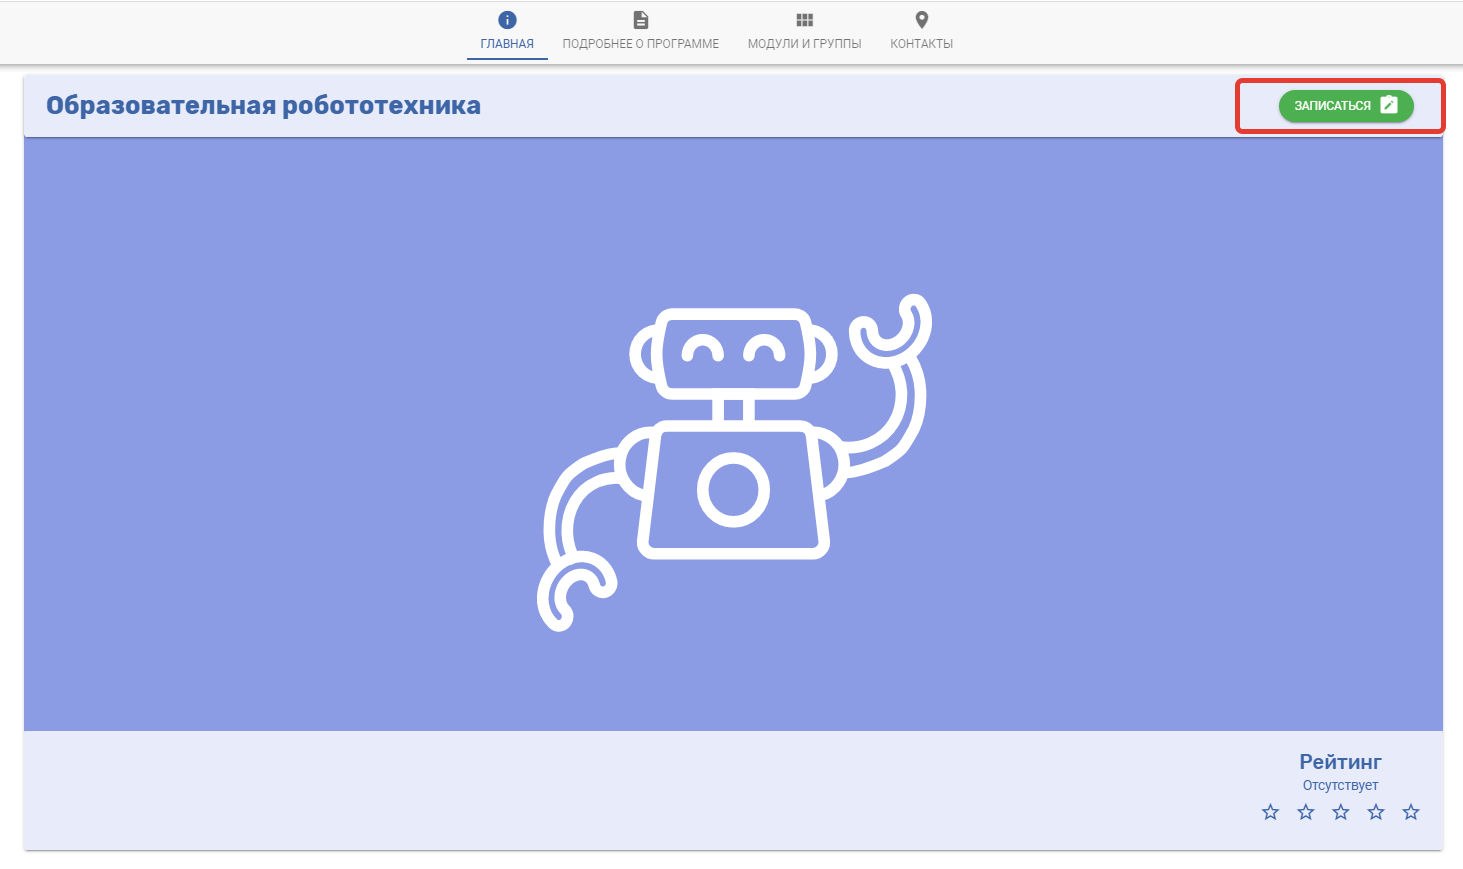 ГЛАВНАЯ
ПОДРОБНЕЕ О ПРОГРАММЕ
МОДУЛИ И ГРУППЫ
КОНТАКТЫ
Образовательная робототехника
ЗАПИСАТЬСЯ
Рейтинг
Отсутствует